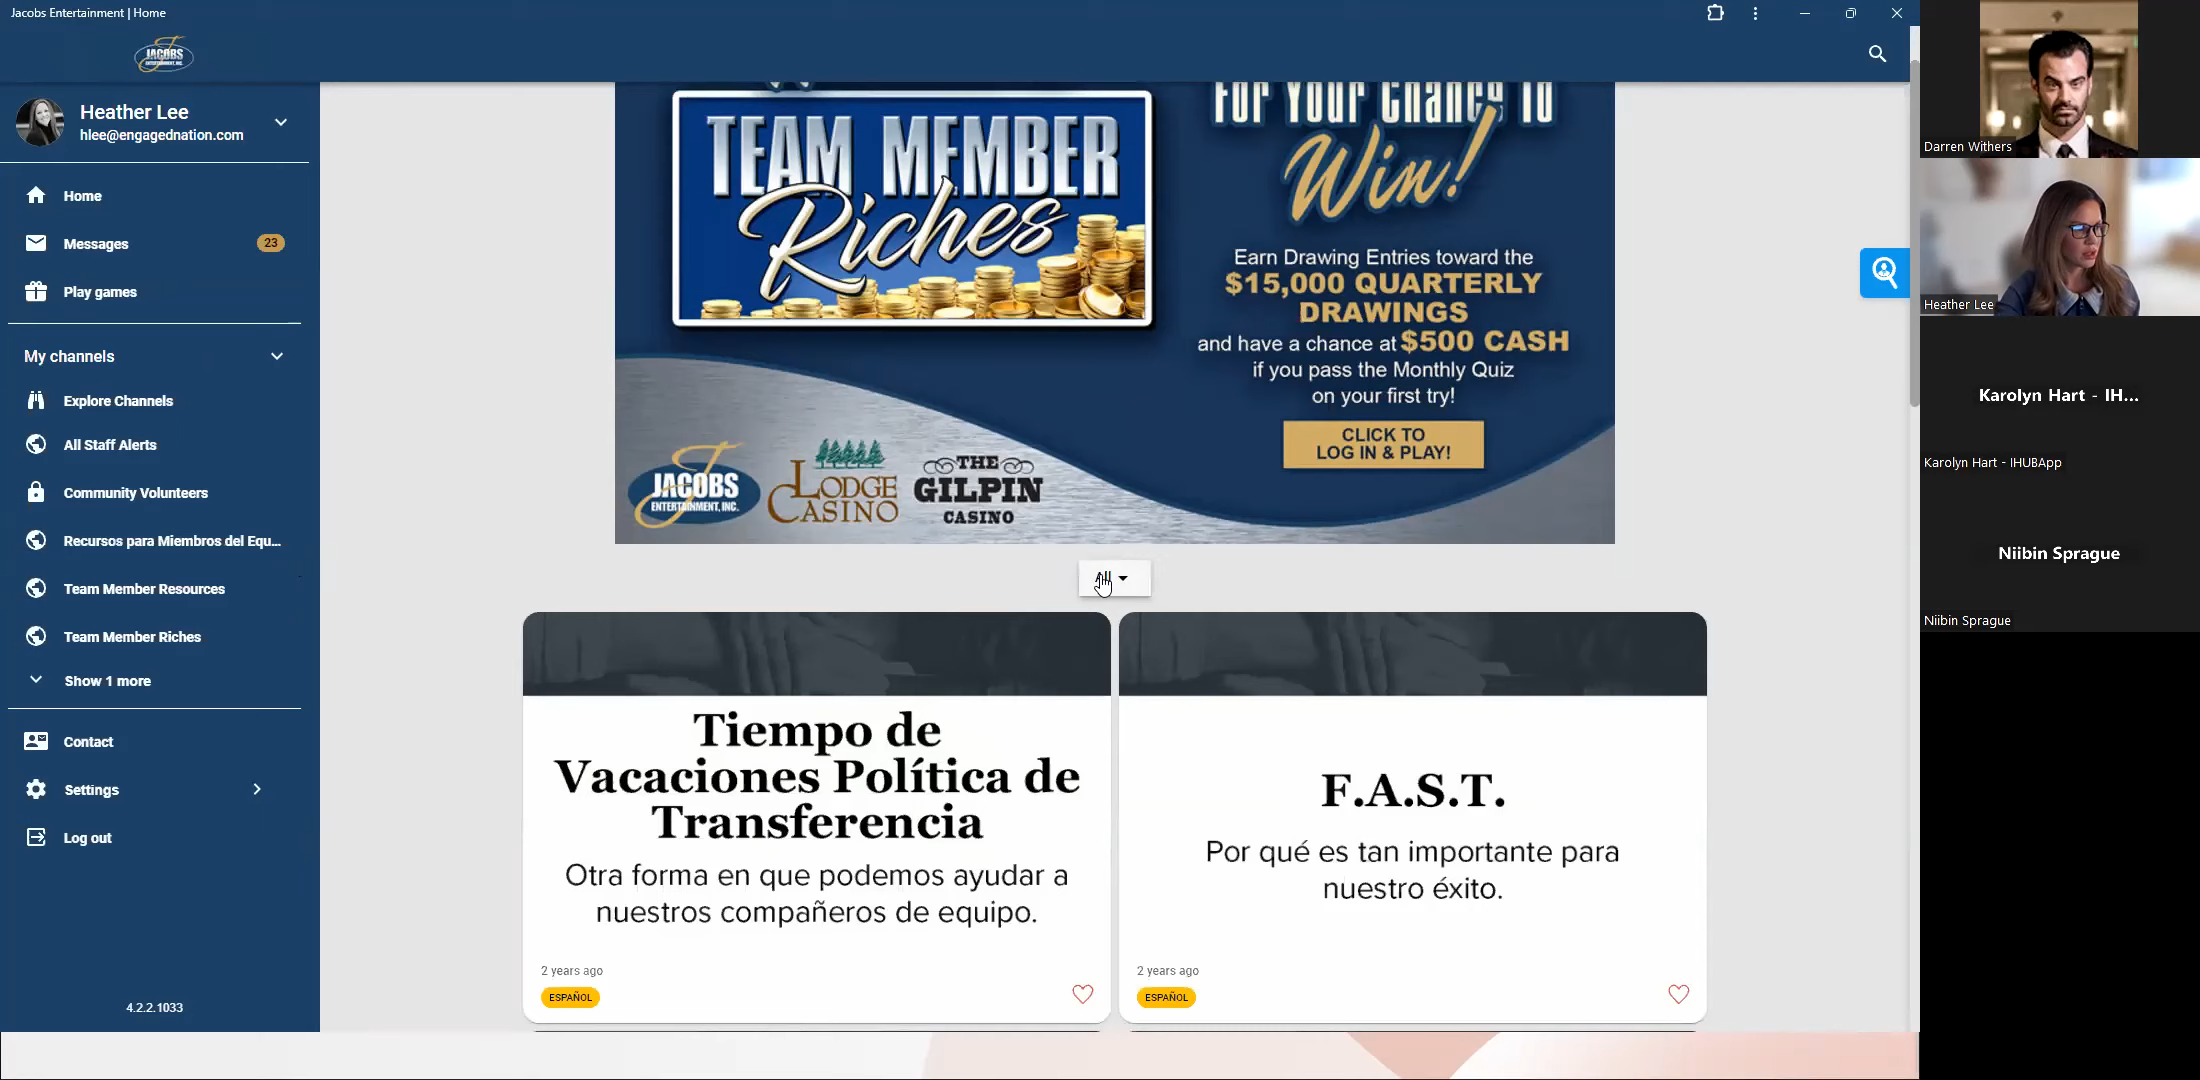 Jacobs Entertainment | Home
JACOBS
ENTERTAINMENT, INC.
Heather Lee
hlee@engagednation.com
Home
Messages
23
Play games
My channels
Explore Channels
All Staff Alerts
Community Volunteers
Recursos para Miembros del Equ...
Team Member Resources
Team Member Riches
Show 1 more
Contact
Settings
Log out
4.2.2.1033
TEAM MEMBER
Riches
For Your Chance To
Win!
Earn Drawing Entries toward the
$15,000 QUARTERLY
DRAWINGS
and have a chance at $500 CASH
if you pass the Monthly Quiz
on your first try!
CLICK TO
LOG IN & PLAY!
JACOBS
ENTERTAINMENT, INC.
LODGE
CASINO
THE
GILPIN
CASINO
All
Tiempo de
Vacaciones Política de
Transferencia
Otra forma en que podemos ayudar a
nuestros compañeros de equipo.
2 years ago
ESPAÑOL
F.A.S.T.
Por qué es tan importante para
nuestro éxito.
2 years ago
ESPAÑOL
Darren Withers
Heather Lee
Karolyn Hart - IH...
Karolyn Hart - IHUBApp
Niibin Sprague
Niibin Sprague